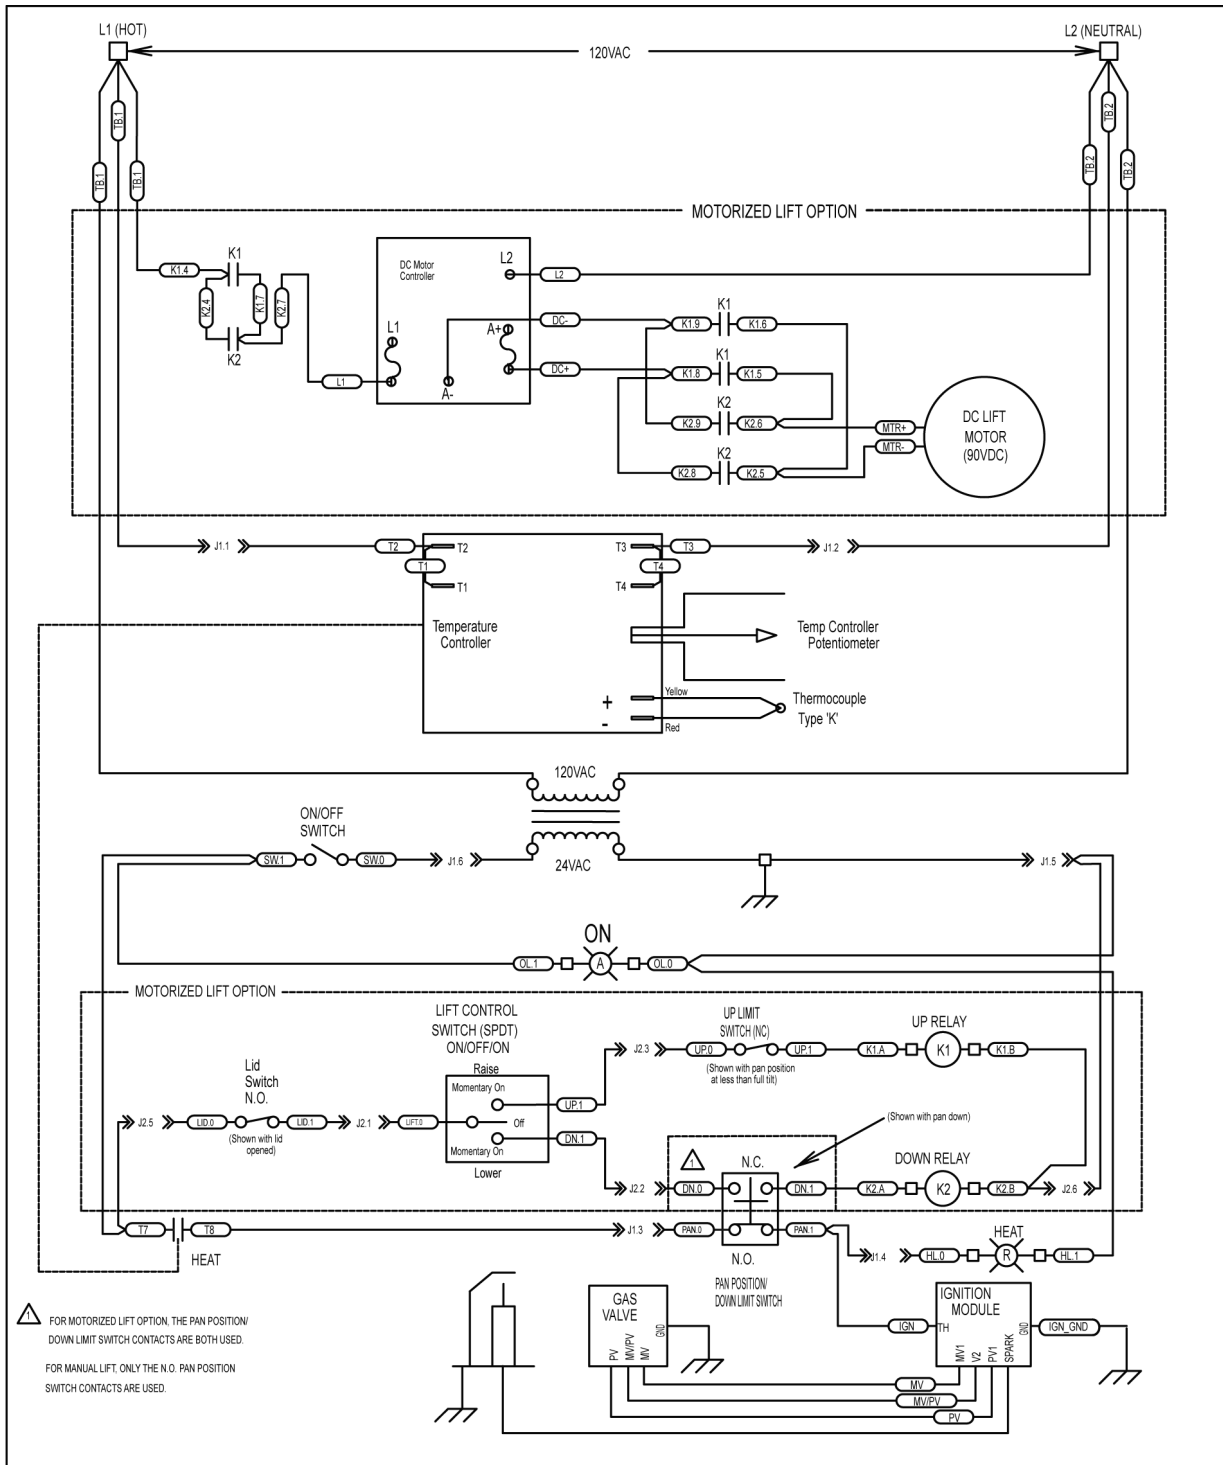 L1 (HOT)
120VAC
L2 (NEUTRAL)
TB.1
TB.1
TB.1
TB.2
TB.2
TB.2
MOTORIZED LIFT OPTION
K1.4
K1
K2.4
K1.7
K2.7
K2
DC Motor
Controller
L2
L1
A+
A-
L2
L1
DC-
DC+
K1.9
K1
K1.6
K1.8
K1
K1.5
K2.9
K2
K2.6
K2.8
K2
K2.5
MTR+
MTR-
DC LIFT
MOTOR
(90VDC)
J1.1
T2
T2
T1
T1
T3
T3
T4
T4
J1.2
Temperature
Controller
Temp Controller
Potentiometer
+
-
Yellow
Red
Thermocouple
Type 'K'
120VAC
24VAC
ON/OFF
SWITCH
SW.1
SW.0
J1.6
J1.5
ON
OL.1
A
OL.0
MOTORIZED LIFT OPTION
LIFT CONTROL
SWITCH (SPDT)
ON/OFF/ON
Raise
Momentary On
Off
Momentary On
Lower
Lid
Switch
N.O.
J2.5
LID.0
LID.1
(Shown with lid
opened)
J2.1
LIFT.0
UP.1
DN.1
J2.3
UP LIMIT
SWITCH (NC)
UP.0
UP.1
(Shown with pan position
at less than full tilt)
UP RELAY
K1.A
K1
K1.B
(Shown with pan down)
J2.2
1
N.C.
DN.0
DN.1
DOWN RELAY
K2.A
K2
K2.B
J2.6
T7
T8
HEAT
J1.3
PAN.0
PAN.1
N.O.
PAN POSITION/
DOWN LIMIT SWITCH
J1.4
HL.0
HEAT
R
HL.1
GAS
VALVE
GND
PV
MV/PV
MV
IGN
IGNITION
MODULE
TH
GND
MV1
V2
PV1
SPARK
IGN_GND
MV
MV/PV
PV
1
FOR MOTORIZED LIFT OPTION, THE PAN POSITION/
DOWN LIMIT SWITCH CONTACTS ARE BOTH USED.
FOR MANUAL LIFT, ONLY THE N.O. PAN POSITION
SWITCH CONTACTS ARE USED.